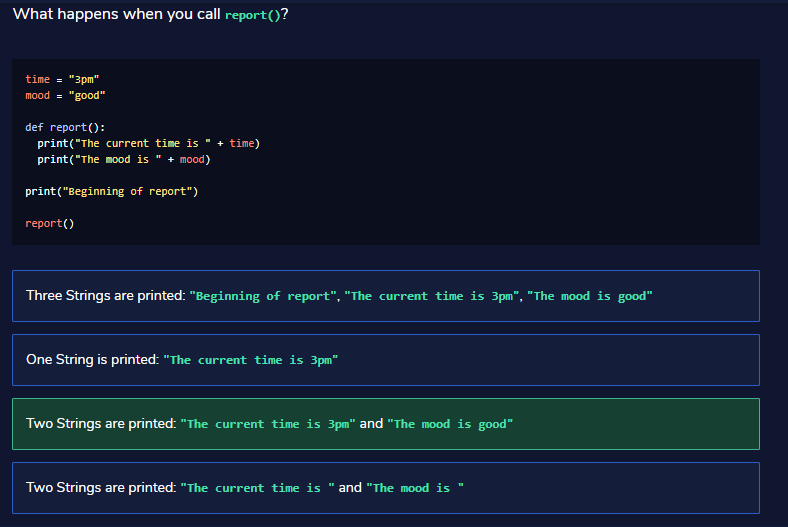 What happens when you call report()?
time = "3pm"
mood = "good"
def report():
  print("The current time is " + time)
  print("The mood is " + mood)
print("Beginning of report")
report()
Three Strings are printed: "Beginning of report", "The current time is 3pm", "The mood is good"
One String is printed: "The current time is 3pm"
Two Strings are printed: "The current time is 3pm" and "The mood is good"
Two Strings are printed: "The current time is " and "The mood is "